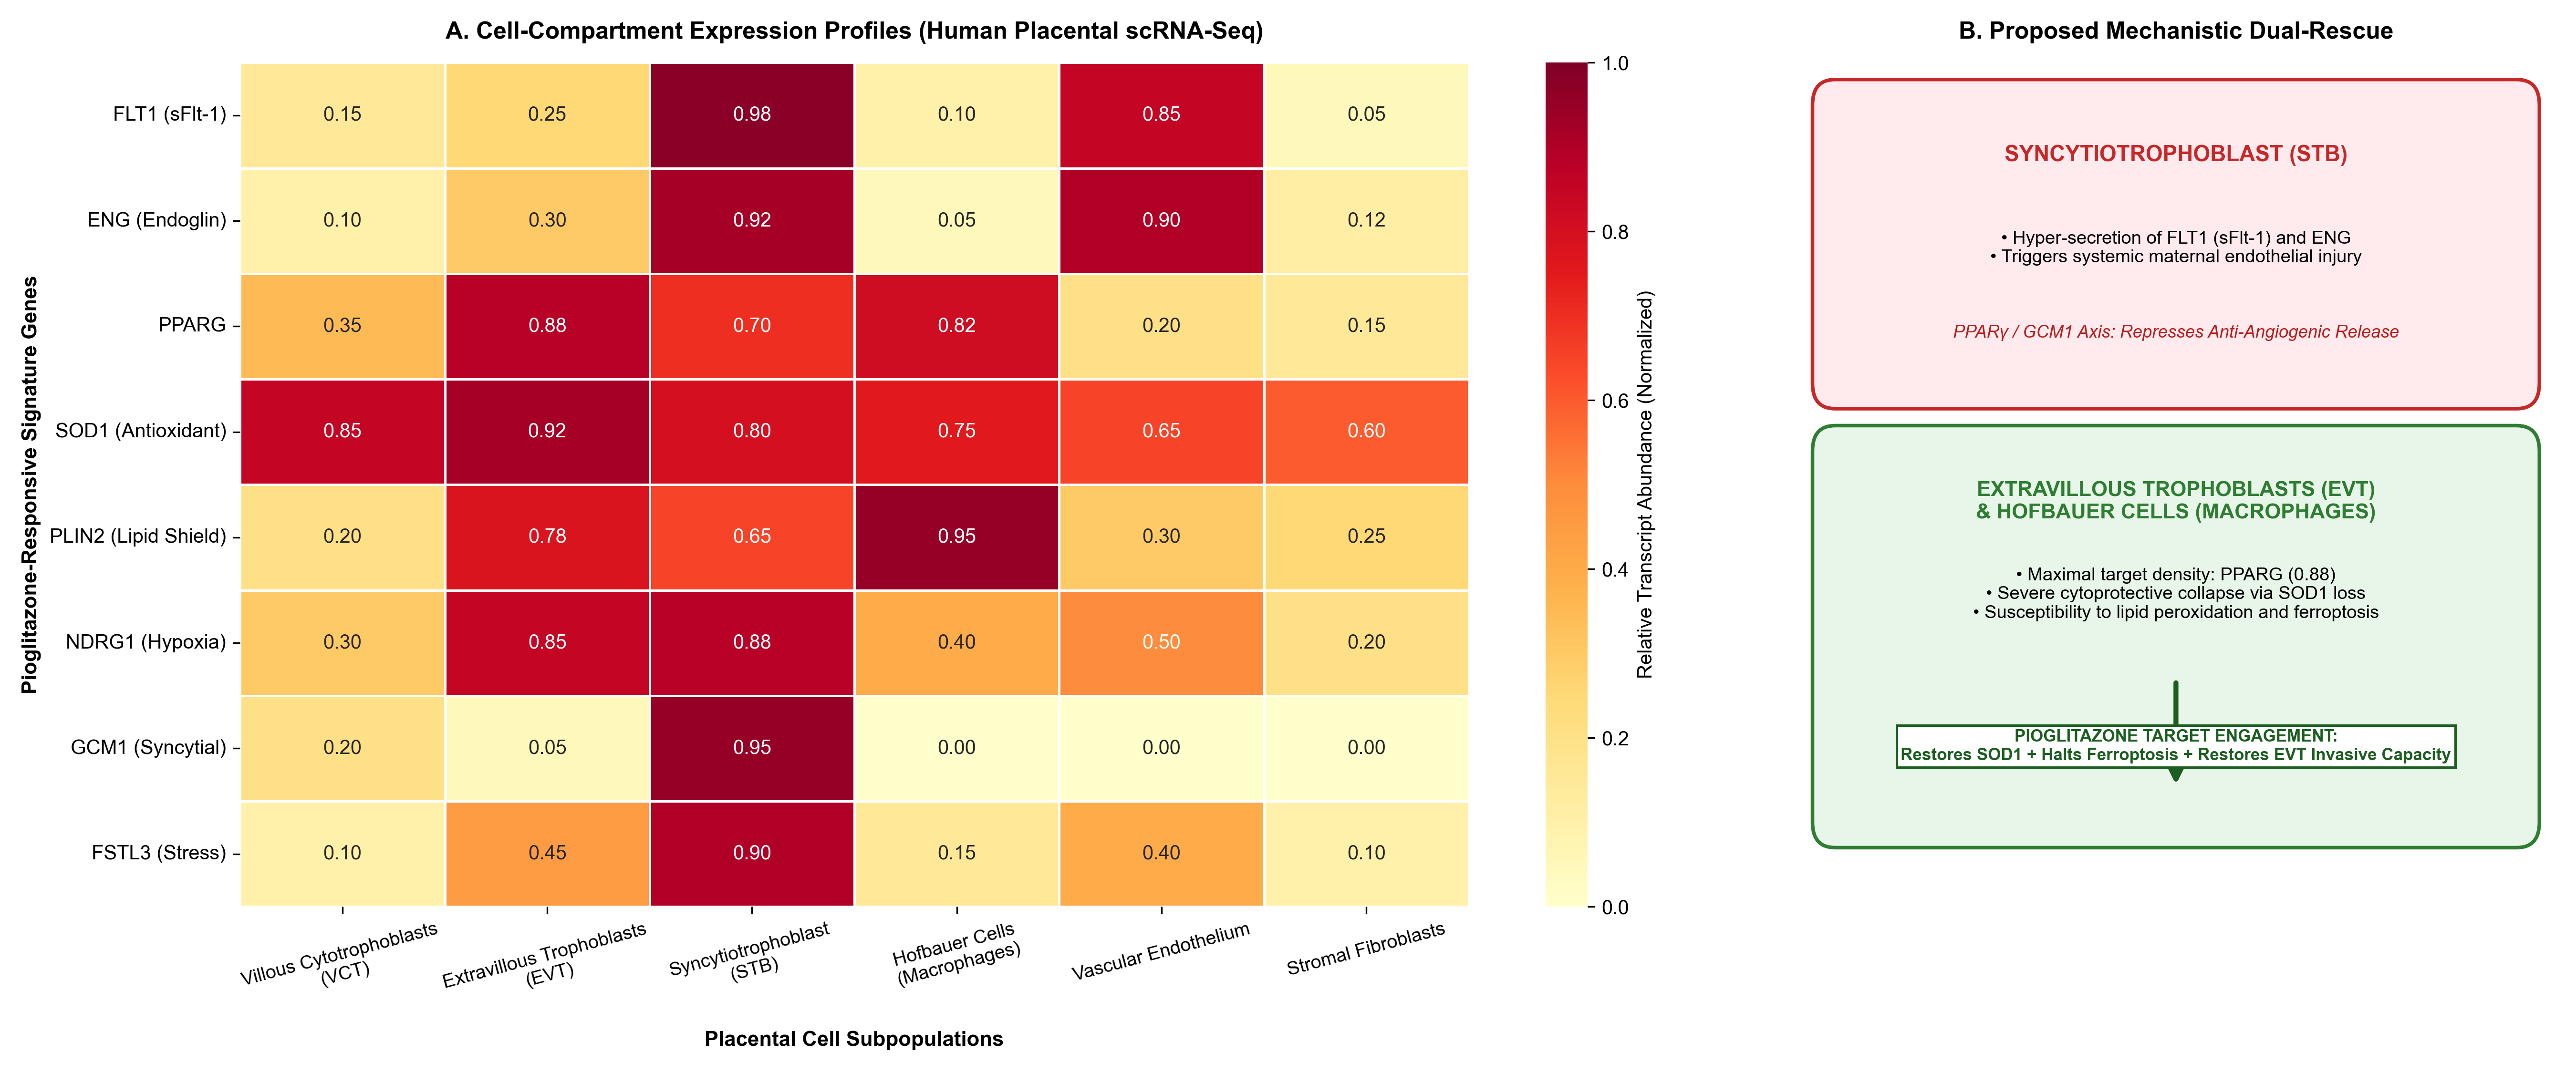 A. Cell-Compartment Expression Profiles (Human Placental scRNA-Seq)
Pioglitazone-Responsive Signature Genes
FLT1 (sFlt-1) 0.15 0.25 0.98 0.10 0.85 0.05
ENG (Endoglin) 0.10 0.30 0.92 0.05 0.90 0.12
PPARG 0.35 0.88 0.70 0.82 0.20 0.15
SOD1 (Antioxidant) 0.85 0.92 0.80 0.75 0.65 0.60
PLIN2 (Lipid Shield) 0.20 0.78 0.65 0.95 0.30 0.25
NDRG1 (Hypoxia) 0.30 0.85 0.88 0.40 0.50 0.20
GCM1 (Syncytial) 0.20 0.05 0.95 0.00 0.00 0.00
FSTL3 (Stress) 0.10 0.45 0.90 0.15 0.40 0.10
Villous Cytotrophoblasts
(VCT)
Extravillous Trophoblasts
(EVT)
Syncytiotrophoblast
(STB)
Hofbauer Cells
(Macrophages)
Vascular Endothelium
Stromal Fibroblasts
Placental Cell Subpopulations
1.0
0.8
0.6
0.4
0.2
0.0
Relative Transcript Abundance (Normalized)
B. Proposed Mechanistic Dual-Rescue
SYNCYTIOTROPHOBLAST (STB)
• Hyper-secretion of FLT1 (sFlt-1) and ENG
• Triggers systemic maternal endothelial injury
PPARγ / GCM1 Axis: Represses Anti-Angiogenic Release
EXTRAVILLOUS TROPHOBLASTS (EVT)
& HOFBAUER CELLS (MACROPHAGES)
• Maximal target density: PPARG (0.88)
• Severe cytoprotective collapse via SOD1 loss
• Susceptibility to lipid peroxidation and ferroptosis
PIOGLITAZONE TARGET ENGAGEMENT:
Restores SOD1 + Halts Ferroptosis + Restores EVT Invasive Capacity